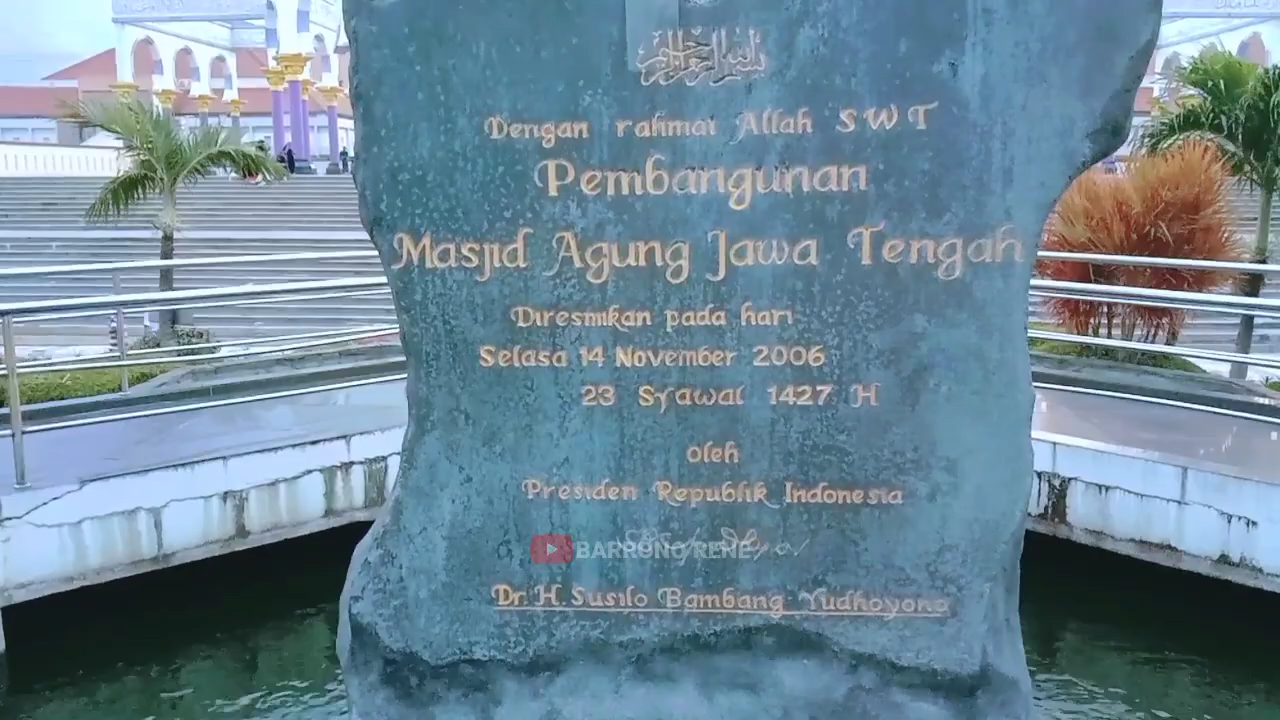 بسم الله الرحمن الرحيم
Dengan rahmat Allah SWT
Pembangunan
Masjid Agung Jawa Tengah
Diresmikan pada hari
Selasa 14 November 2006
23 Syawal 1427 H
oleh
Presiden Republik Indonesia
BARRONG RENE
Dr. H. Susilo Bambang Yudhoyono